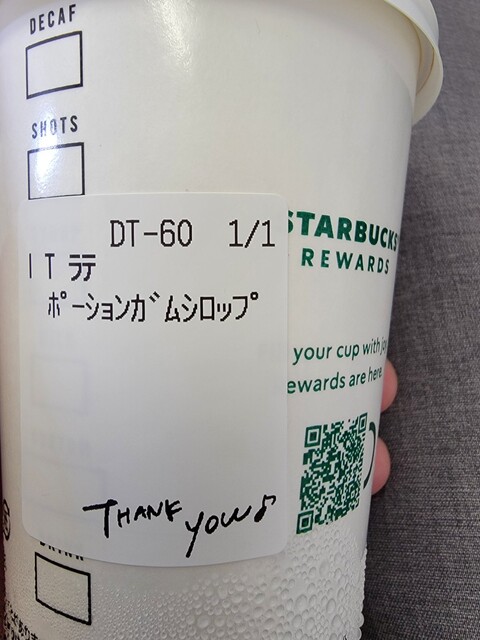 DECAF
SHOTS
DT-60 1/1
I T ラテ
ポーションガムシロップ
THANK YOU♪
STARBUCKS
REWARDS
your cup with
ewards are here.